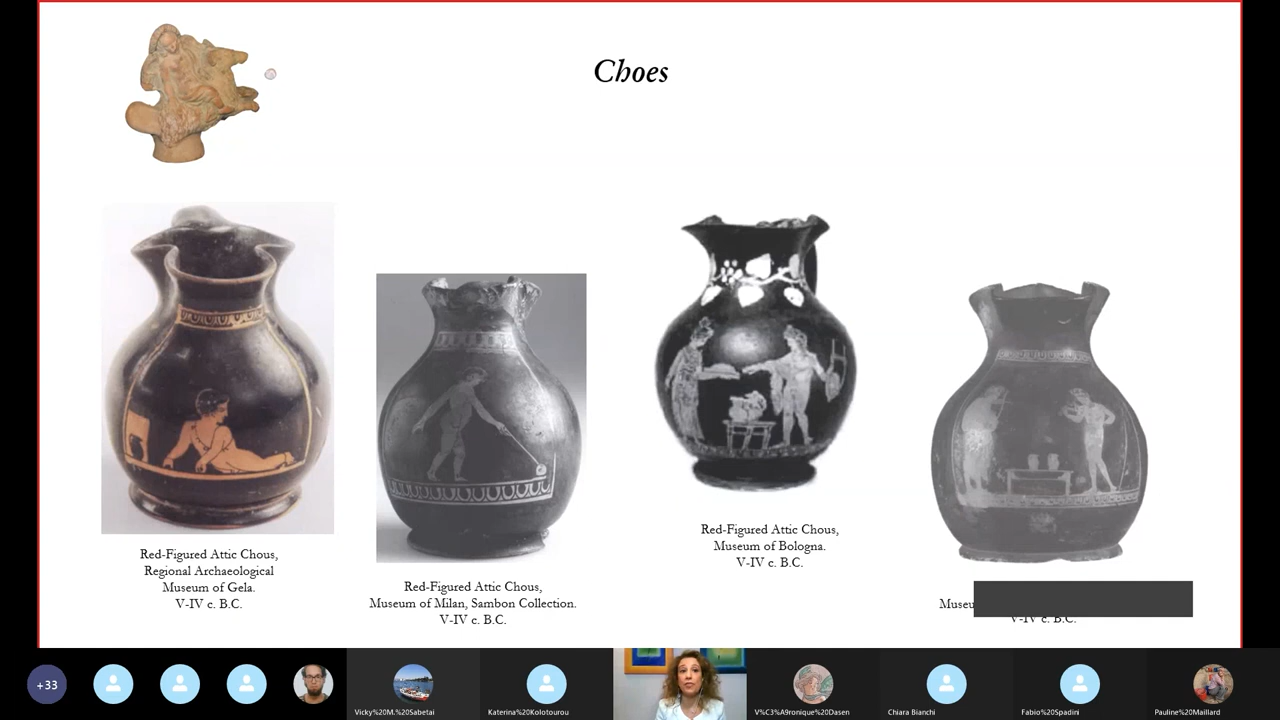 Choes
Red-Figured Attic Chous,
Regional Archaeological
Museum of Gela.
V-IV c. B.C.
Red-Figured Attic Chous,
Museum of Milan, Sambon Collection.
V-IV c. B.C.
Red-Figured Attic Chous,
Museum of Bologna.
V-IV c. B.C.
V-IV c. B.C.
+33
Vicky%20M.%20Sabetai
Katerina%20Kolotourou
V%C3%A9ronique%20Dasen
Chiara Bianchi
Fabio%20Spadini
Pauline%20Maillard